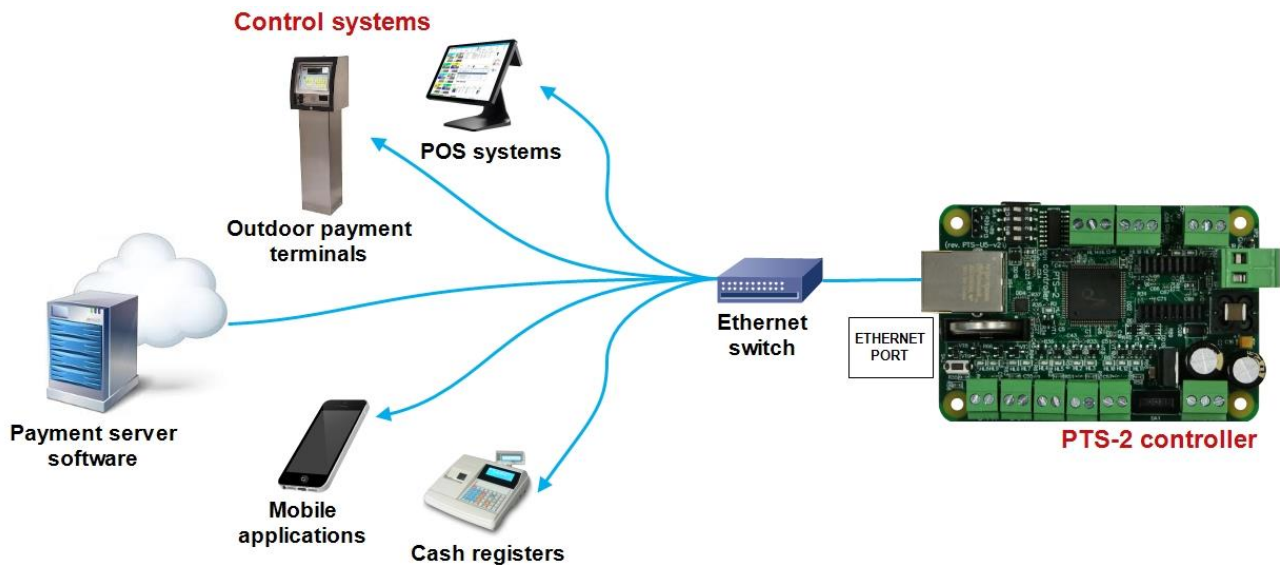 Control systems
POS systems
Outdoor payment
terminals
Payment server
software
Mobile
applications
Cash registers
Ethernet
switch
ETHERNET
PORT
PTS-2 controller